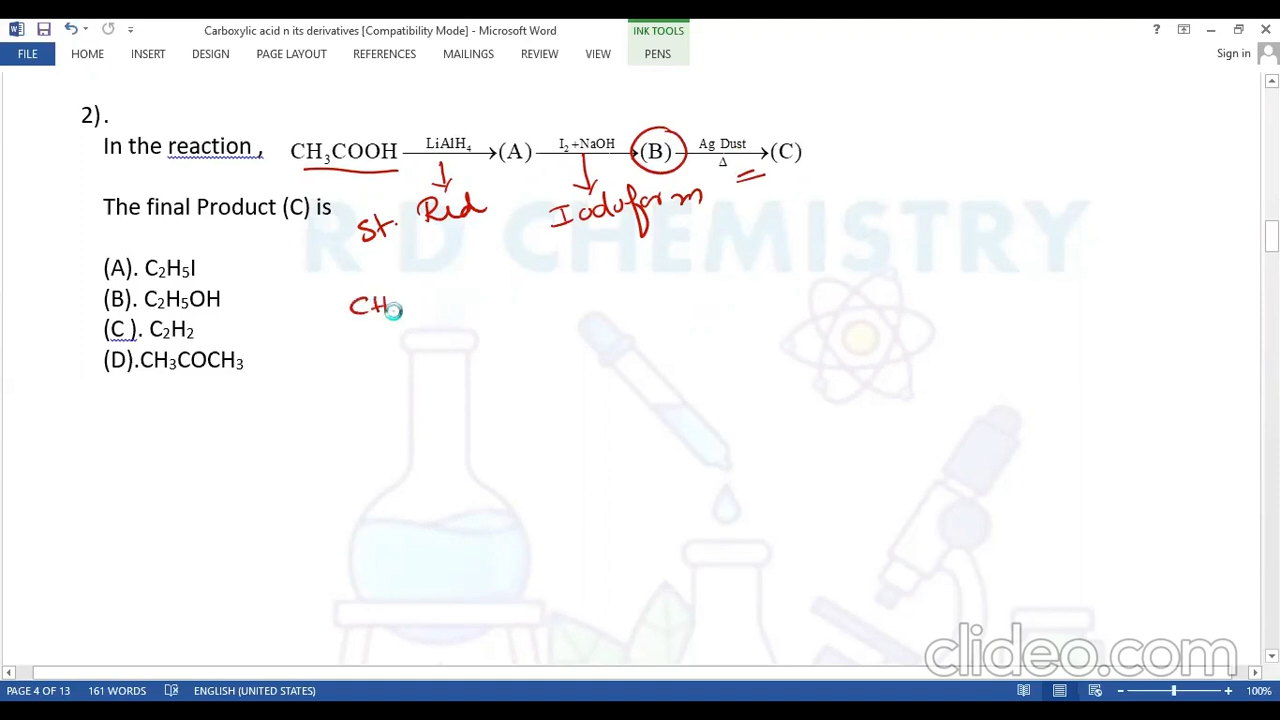 Carboxylic acid n its derivatives [Compatibility Mode] - Microsoft Word
INK TOOLS
FILE HOME INSERT DESIGN PAGE LAYOUT REFERENCES MAILINGS REVIEW VIEW PENS
Sign in
2).
In the reaction , CH₃COOH LiAlH₄ (A) I₂+NaOH (B) Ag Dust Δ (C)
St. Red Iodoform
The final Product (C) is
R D CHEMISTRY
(A). C₂H₅I
(B). C₂H₅OH
CH
(C ). C₂H₂
(D).CH₃COCH₃
clideo.com
PAGE 4 OF 13 161 WORDS ENGLISH (UNITED STATES) 100%